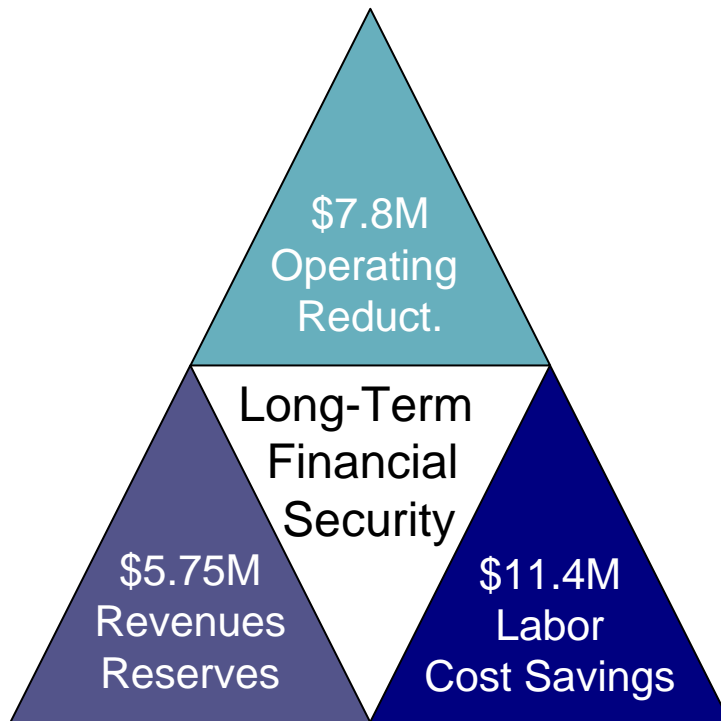 $7.8M
Operating
Reduct.
Long-Term
Financial
Security
$5.75M
Revenues
Reserves
$11.4M
Labor
Cost Savings